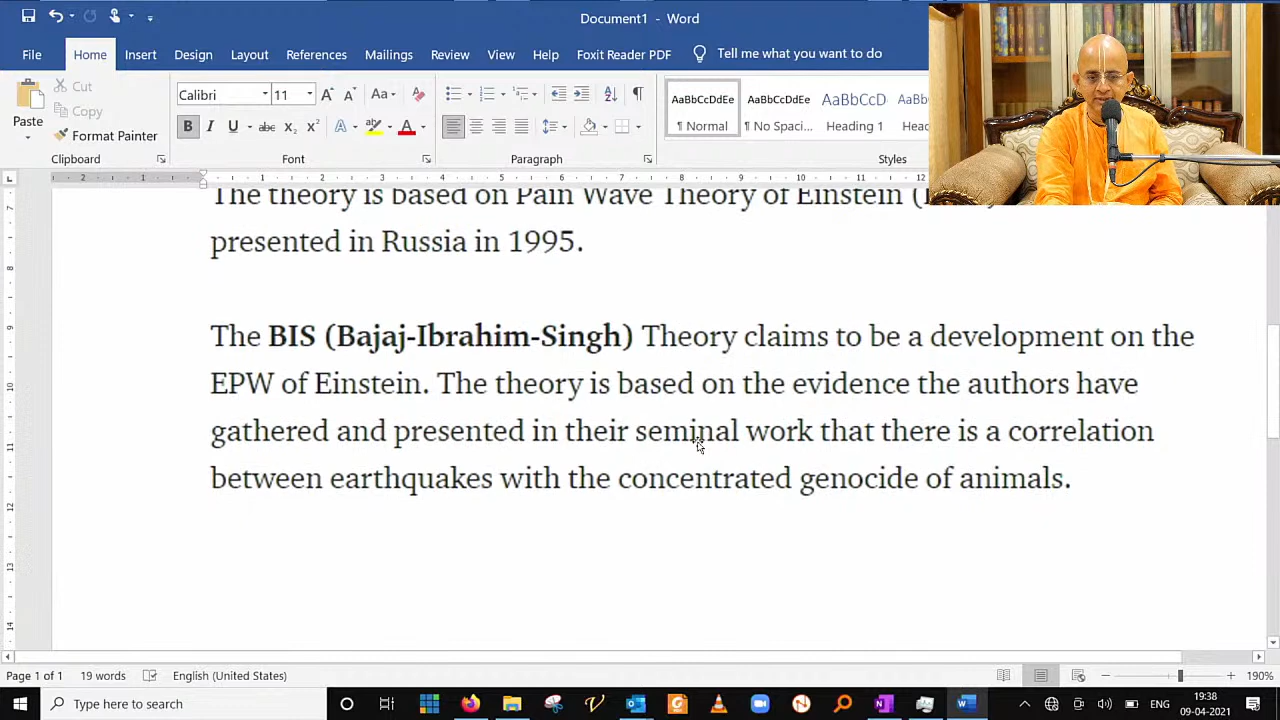 Document1 - Word
File Home Insert Design Layout References Mailings Review View Help Foxit Reader PDF Tell me what you want to do
Paste
Cut
Copy
Format Painter
Calibri 11
AaBbCcDdEe AaBbCcDdEe AaBbCcD AaBbC
¶ Normal ¶ No Spaci... Heading 1
Clipboard Font Paragraph Styles
The theory is based on Pain Wave Theory of Einstein
presented in Russia in 1995.
The BIS (Bajaj-Ibrahim-Singh) Theory claims to be a development on the
EPW of Einstein. The theory is based on the evidence the authors have
gathered and presented in their seminal work that there is a correlation
between earthquakes with the concentrated genocide of animals.
Page 1 of 1 19 words English (United States) 190%
Type here to search
ENG
19:38
09-04-2021